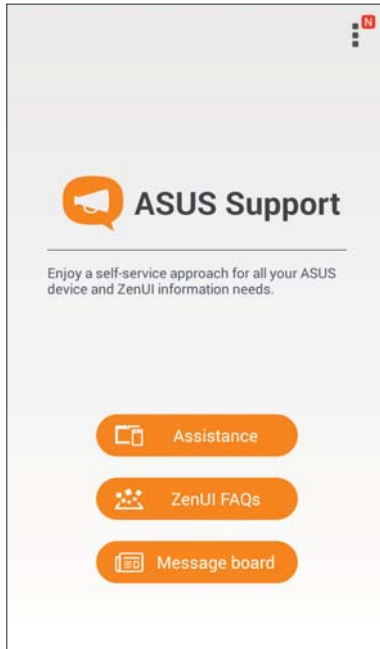 N
ASUS Support
Enjoy a self-service approach for all your ASUS
device and ZenUI information needs.
Assistance
ZenUI FAQs
Message board